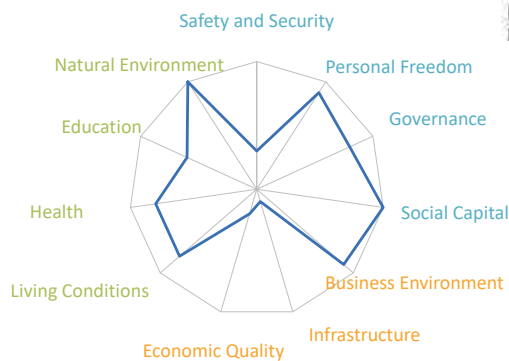 Safety and Security
Natural Environment
Personal Freedom
Education
Governance
Health
Social Capital
Living Conditions
Business Environment
Infrastructure
Economic Quality